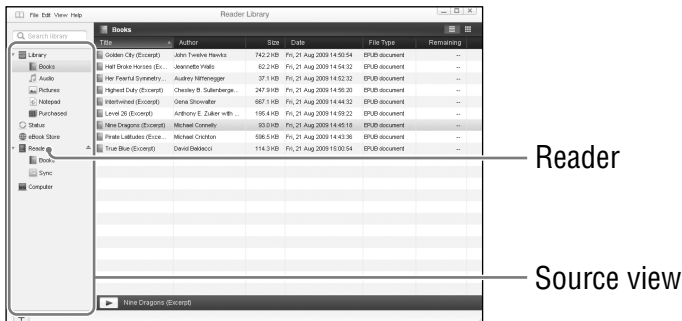 File Edit View Help
Reader Library
Search library
Books
Title Author Size Date File Type Remaining
Library
Books
Audio
Pictures
Notepad
Purchased
Status
eBook Store
Reade
Books
Sync
Computer
Golden City (Excerpt) John Twelve Hawks 742.2 KB Fri, 21 Aug 2009 14:50:54 EPUB document --
Half Broke Horses (Ex... Jeannette Walls 62.2 KB Fri, 21 Aug 2009 14:54:32 EPUB document --
Her Fearful Symmetry... Audrey Niffenegger 37.1 KB Fri, 21 Aug 2009 14:52:32 EPUB document --
Highest Duty (Excerpt) Chesley B. Sullenberge... 247.9 KB Fri, 21 Aug 2009 14:56:20 EPUB document --
Intertwined (Excerpt) Gena Showalter 667.1 KB Fri, 21 Aug 2009 14:44:32 EPUB document --
Level 26 (Excerpt) Anthony E. Zuiker with ... 195.4 KB Fri, 21 Aug 2009 14:59:22 EPUB document --
Nine Dragons (Excerpt) Michael Connelly 93.0 KB Fri, 21 Aug 2009 14:45:18 EPUB document --
Pirate Latitudes (Exce... Michael Crichton 596.5 KB Fri, 21 Aug 2009 14:43:36 EPUB document --
True Blue (Excerpt) David Baldacci 114.3 KB Fri, 21 Aug 2009 15:00:54 EPUB document --
Nine Dragons (Excerpt)
Reader
Source view